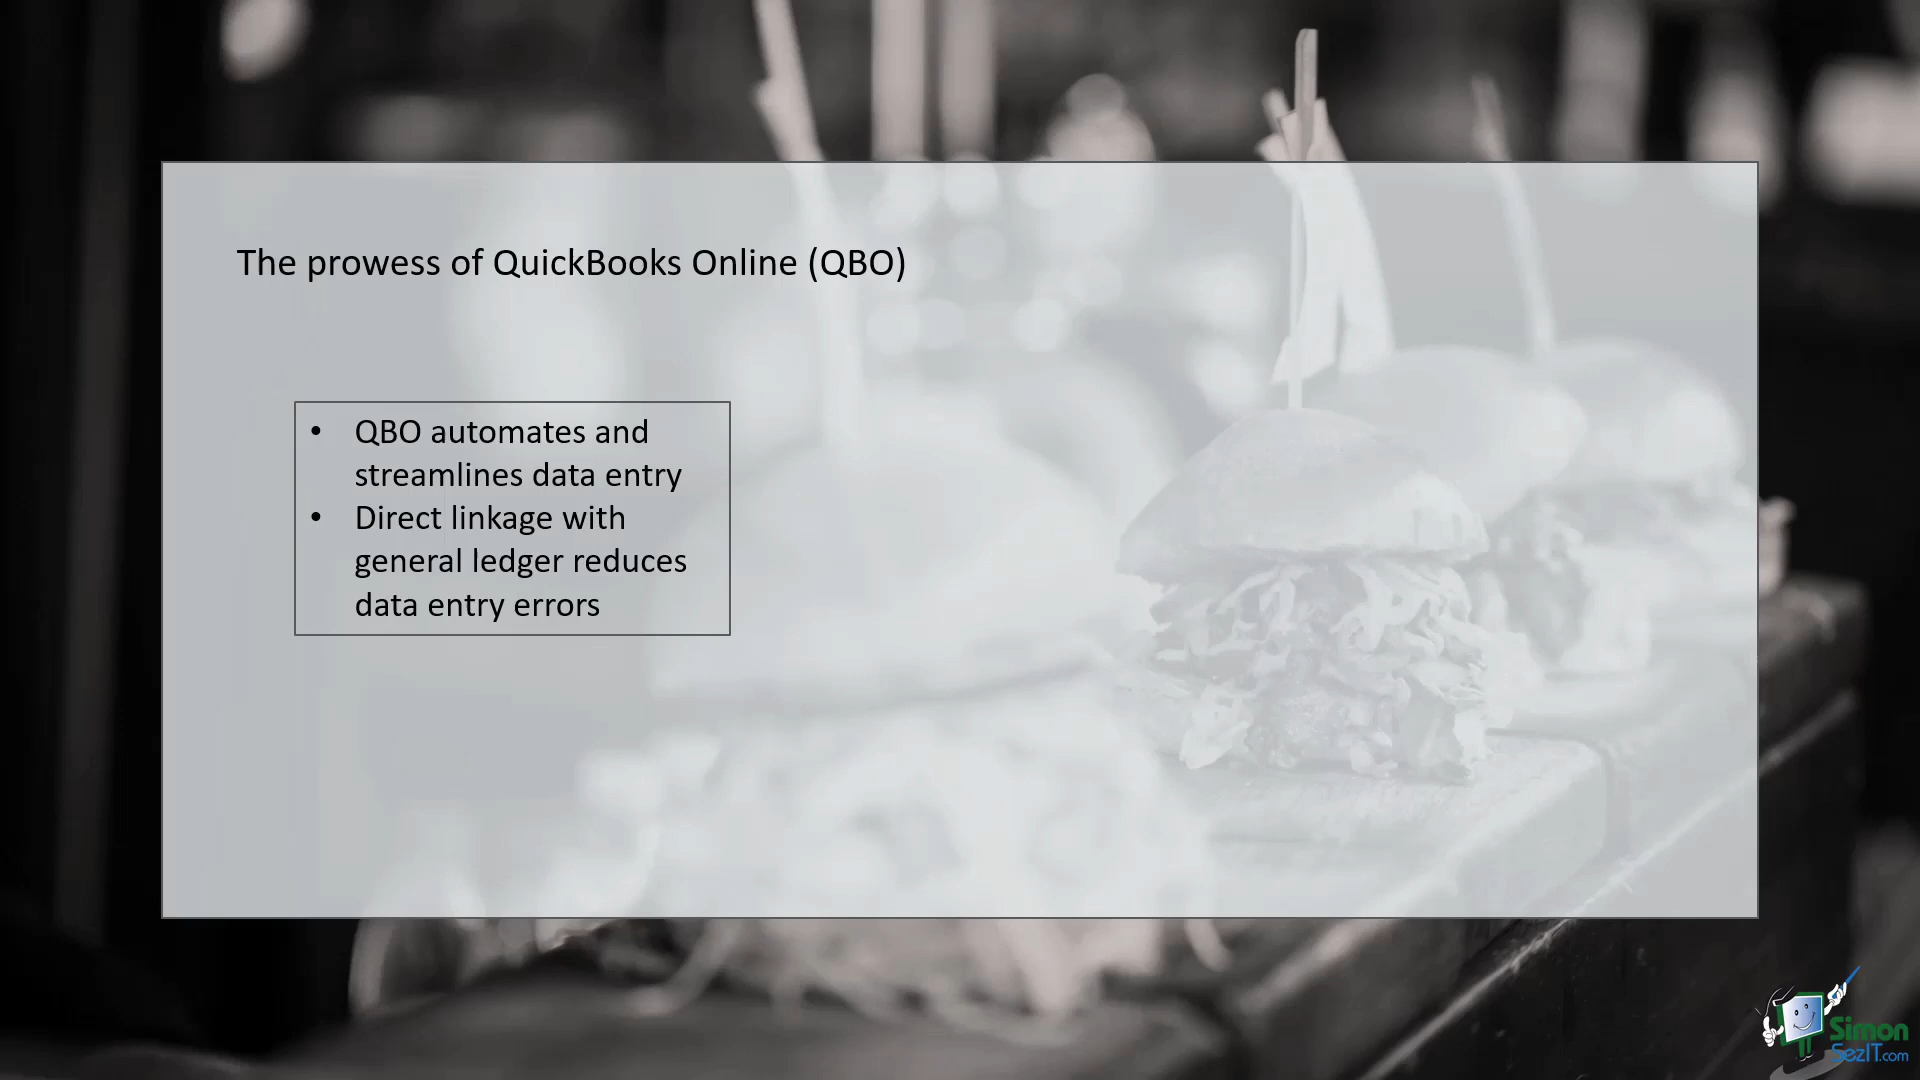 The prowess of QuickBooks Online (QBO)
• QBO automates and
streamlines data entry
• Direct linkage with
general ledger reduces
data entry errors
Simon
SezIT.com